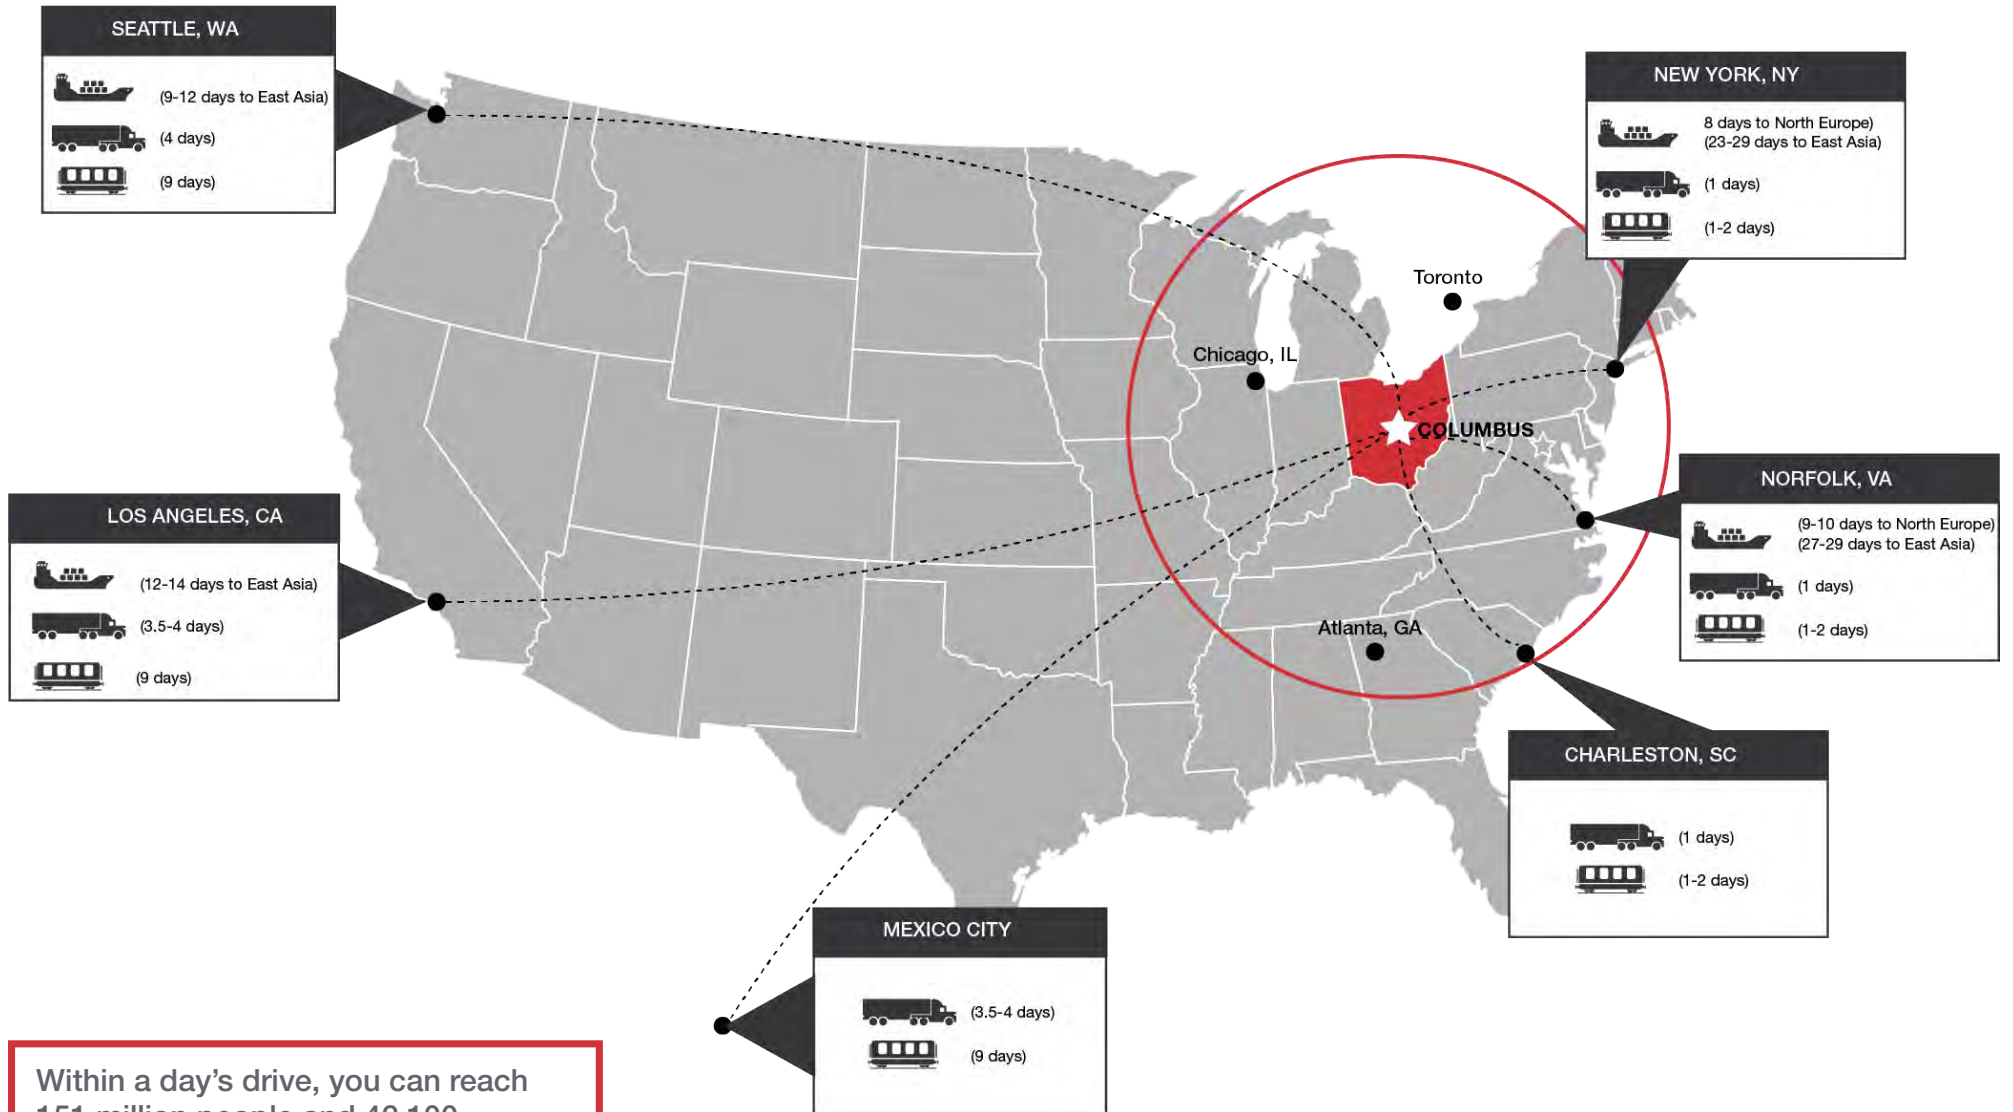 SEATTLE, WA
(9-12 days to East Asia)
(4 days)
(9 days)
NEW YORK, NY
8 days to North Europe)
(23-29 days to East Asia)
(1 days)
(1-2 days)
Toronto
Chicago, IL
COLUMBUS
NORFOLK, VA
(9-10 days to North Europe)
(27-29 days to East Asia)
(1 days)
(1-2 days)
LOS ANGELES, CA
(12-14 days to East Asia)
(3.5-4 days)
(9 days)
Atlanta, GA
CHARLESTON, SC
(1 days)
(1-2 days)
MEXICO CITY
(3.5-4 days)
(9 days)
Within a day's drive, you can reach
151 million people and